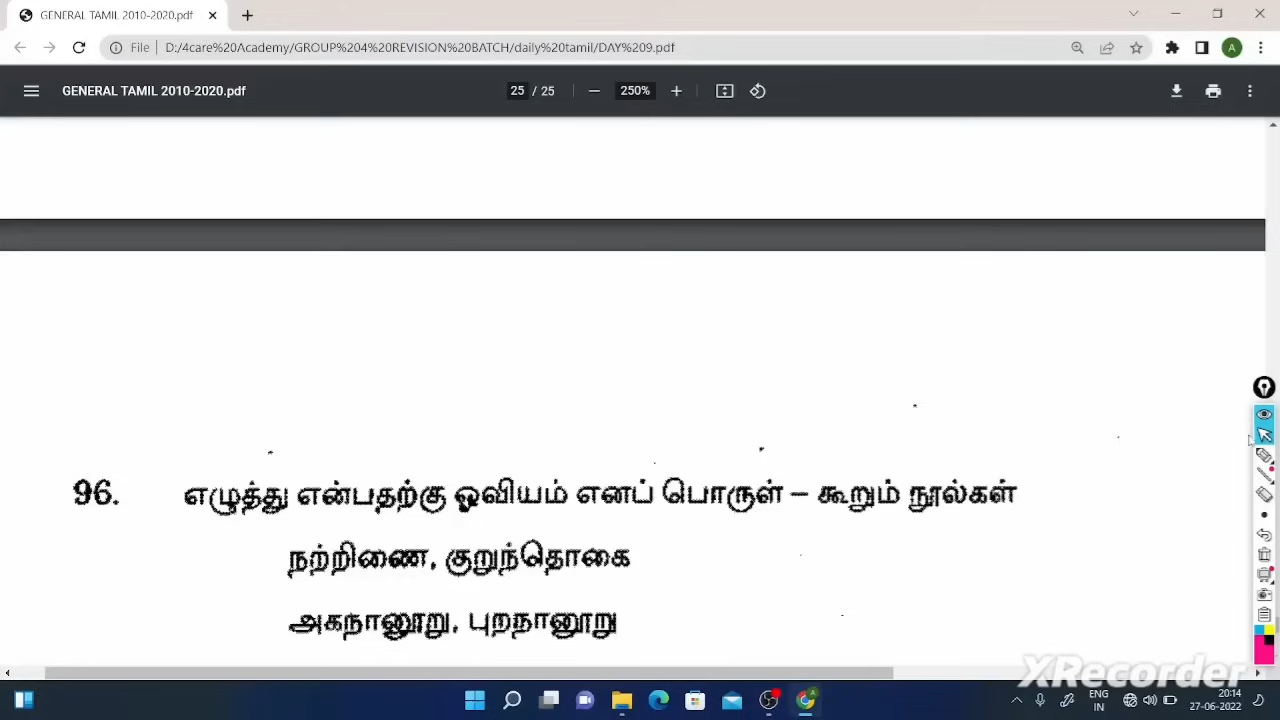 GENERAL TAMIL 2010-2020.pdf
File D:/4care%20Academy/GROUP%204%20REVISION%20BATCH/daily%20tamil/DAY%209.pdf
A
GENERAL TAMIL 2010-2020.pdf 25 / 25 250%
96. எழுத்து என்பதற்கு ஓவியம் எனப் பொருள் – கூறும் நூல்கள்
நற்றிணை, குறுந்தொகை
அகநானூறு, புறநானூறு
XRecorder
ENG 20:14
IN 27-06-2022